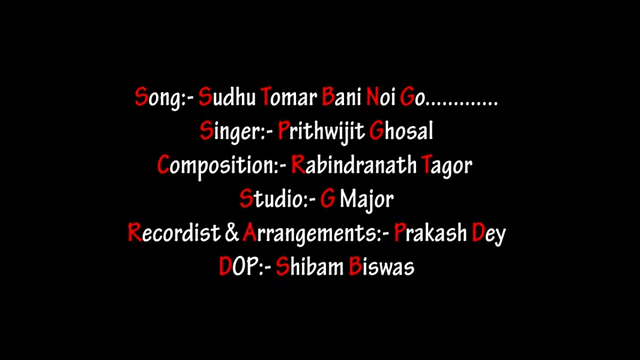 Song:- Sudhu Tomar Bani Noi Go.............
Singer:- Prithwijit Ghosal
Composition:- Rabindranath Tagor
Studio:- G Major
Recordist & Arrangements:- Prakash Dey
DOP:- Shibam Biswas